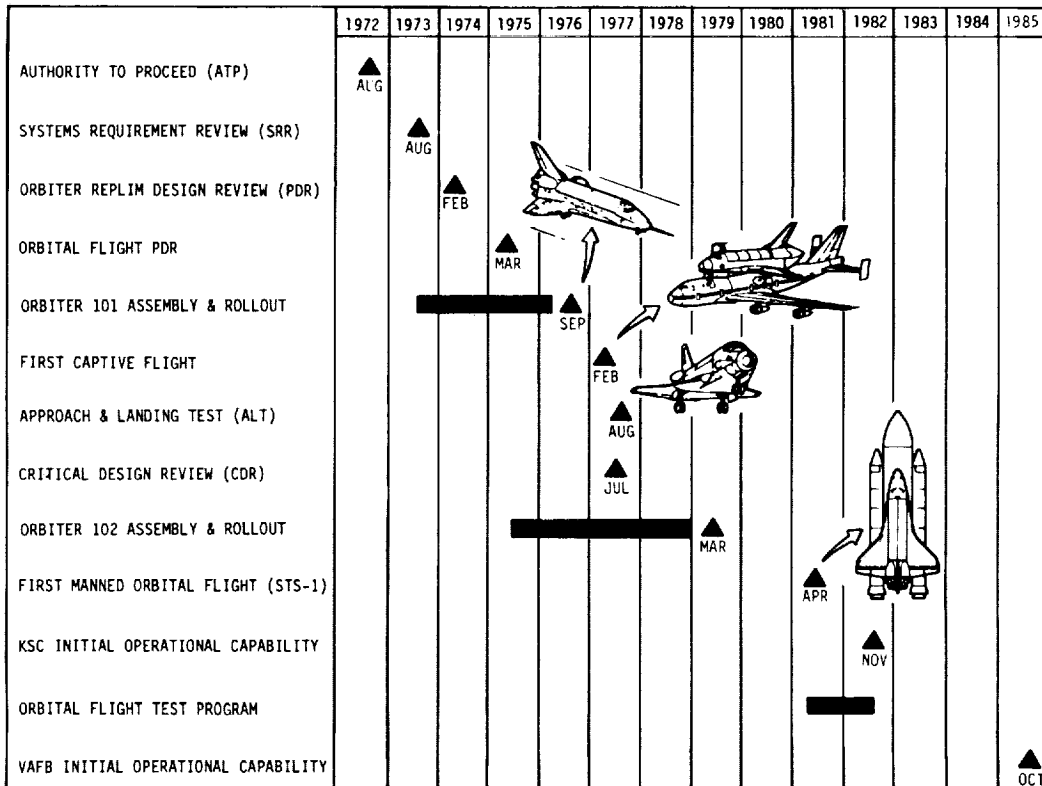 1972 1973 1974 1975 1976 1977 1978 1979 1980 1981 1982 1983 1984 1985
AUTHORITY TO PROCEED (ATP)
AUG
SYSTEMS REQUIREMENT REVIEW (SRR)
AUG
ORBITER REPLIM DESIGN REVIEW (PDR)
FEB
ORBITAL FLIGHT PDR
MAR
ORBITER 101 ASSEMBLY & ROLLOUT
SEP
FIRST CAPTIVE FLIGHT
FEB
APPROACH & LANDING TEST (ALT)
AUG
CRITICAL DESIGN REVIEW (CDR)
JUL
ORBITER 102 ASSEMBLY & ROLLOUT
MAR
FIRST MANNED ORBITAL FLIGHT (STS-1)
APR
KSC INITIAL OPERATIONAL CAPABILITY
NOV
ORBITAL FLIGHT TEST PROGRAM
VAFB INITIAL OPERATIONAL CAPABILITY
OCT